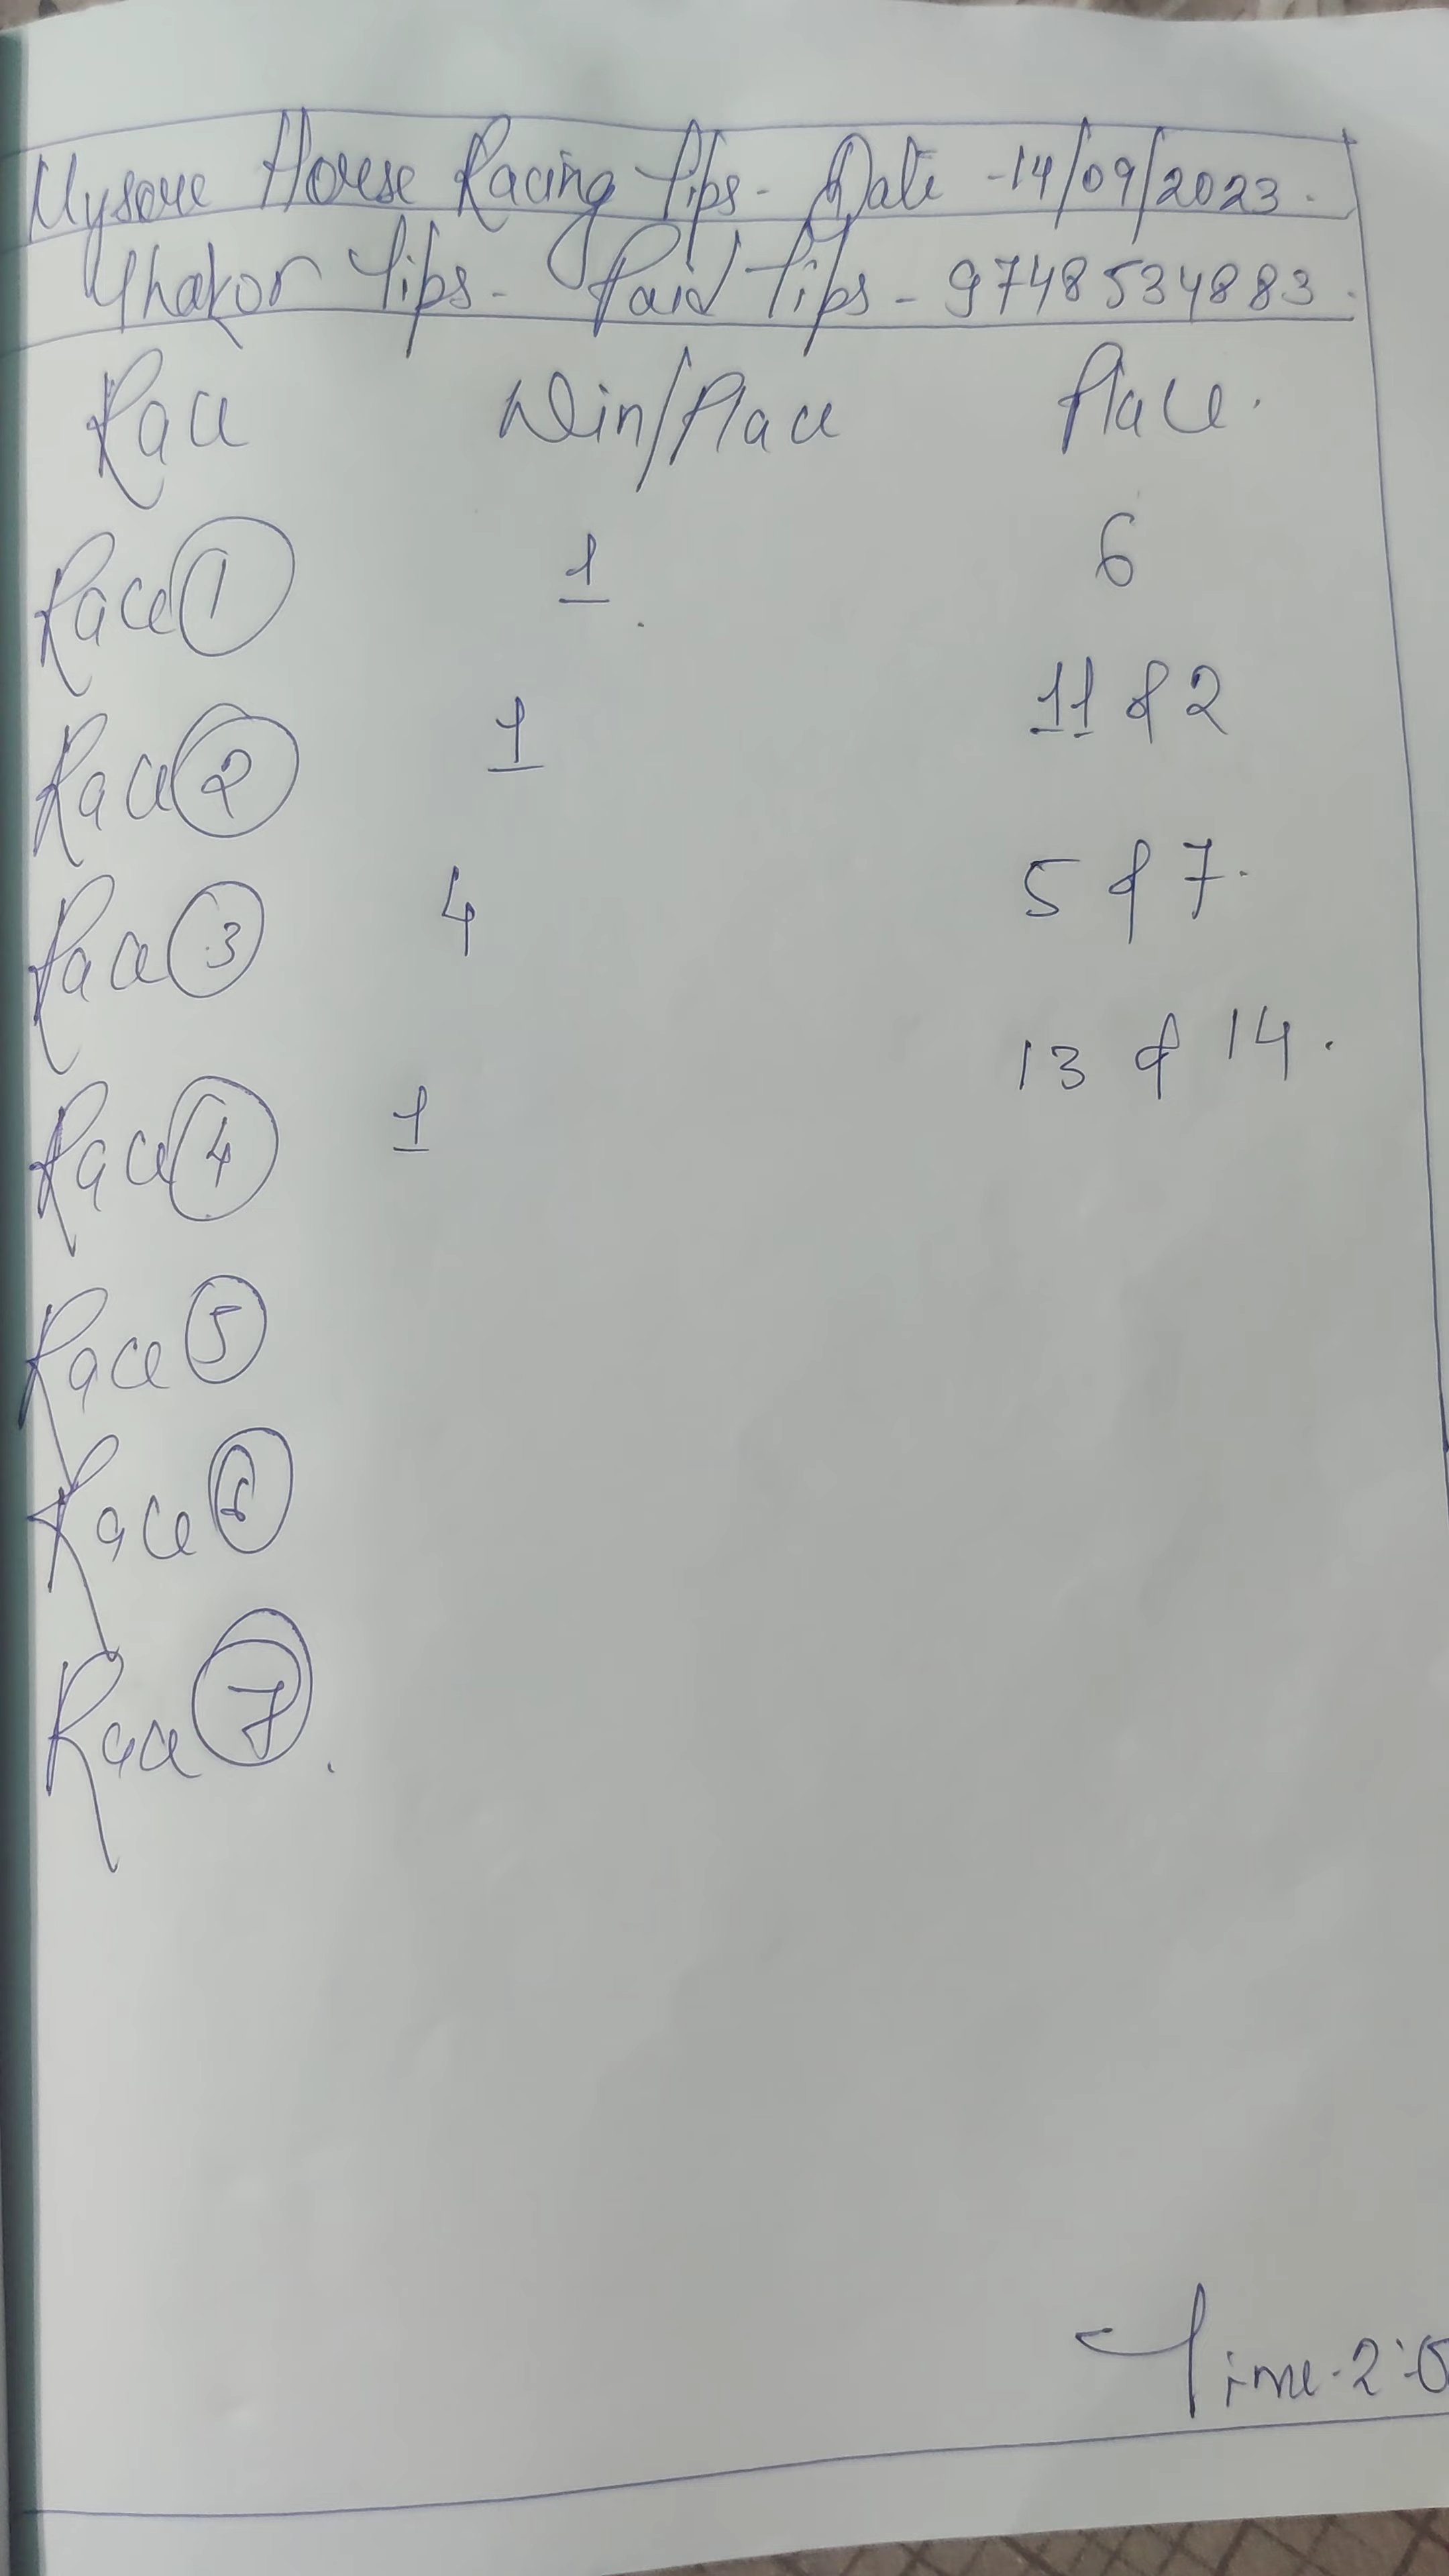 Mysore Horse Racing Tips - Date - 14/09/2023.
Thakor Tips - Paid Tips - 9748534883.
Race Win/Place Place.
Race 1 1 6
Race 2 1 11 & 2
Race 3 4 5 & 7.
Race 4 1 13 & 14.
Race 5
Race 6
Race 7.
Time - 2: